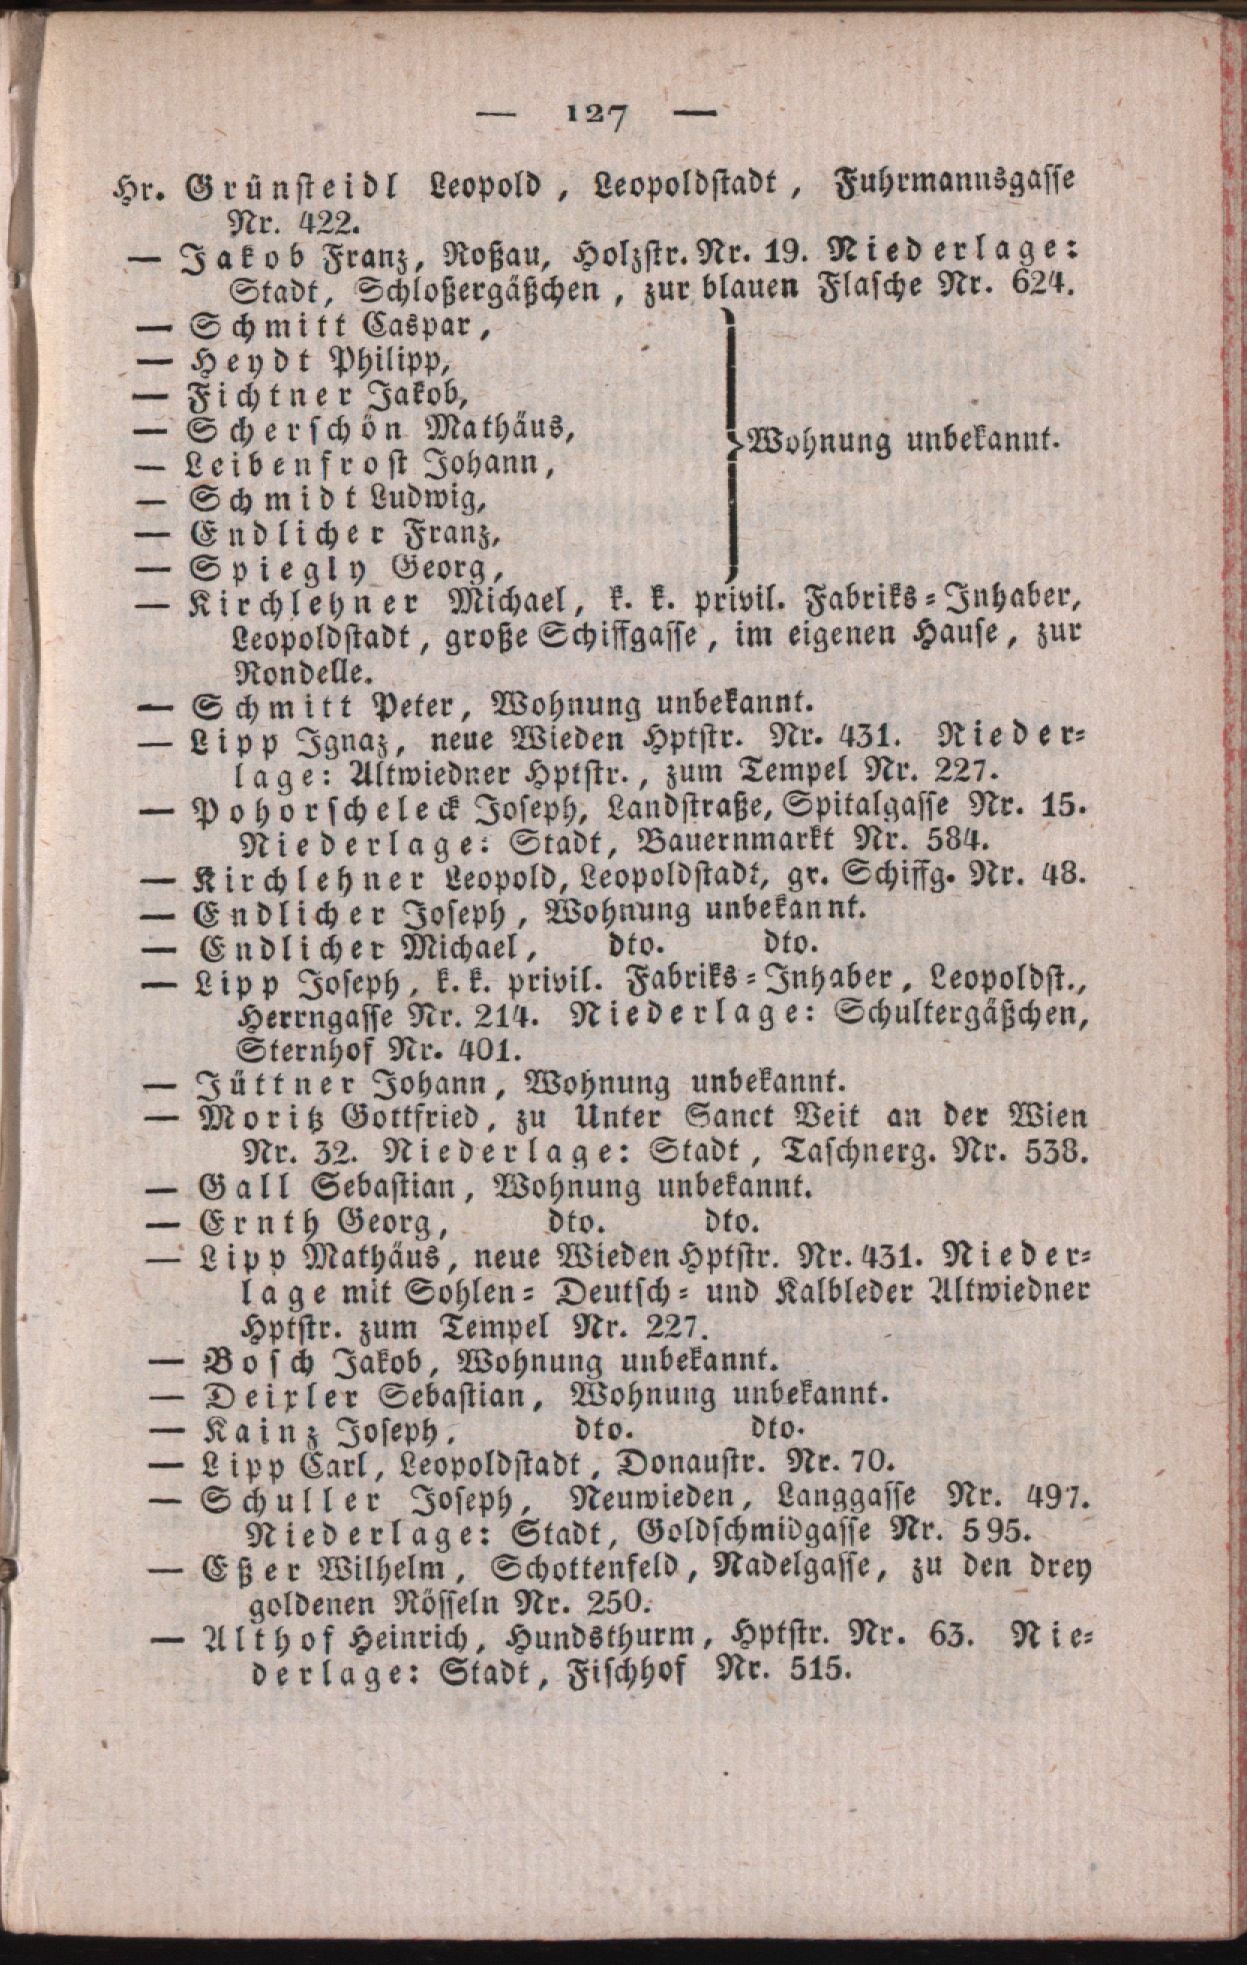 — 127 —
Hr. Grünsteidl Leopold, Leopoldstadt, Fuhrmannsgasse
Nr. 422.
— Jakob Franz, Roßau, Holzstr. Nr. 19. Niederlage:
Stadt, Schloßergäßchen, zur blauen Flasche Nr. 624.
— Schmitt Caspar,
— Heydt Philipp,
— Fichtner Jakob,
— Scherschön Mathäus,
Wohnung unbekannt.
— Leibenfrost Johann,
— Schmidt Ludwig,
— Endlicher Franz,
— Spiegly Georg,
— Kirchlehner Michael, k. k. privil. Fabriks-Inhaber,
Leopoldstadt, große Schiffgasse, im eigenen Hause, zur
Rondelle.
— Schmitt Peter, Wohnung unbekannt.
— Lipp Ignaz, neue Wieden Hptstr. Nr. 431. Nieder-
lage: Altwiedner Hptstr., zum Tempel Nr. 227.
— Pohorscheleck Joseph, Landstraße, Spitalgasse Nr. 15.
Niederlage: Stadt, Bauernmarkt Nr. 584.
— Kirchlehner Leopold, Leopoldstadt, gr. Schiffg. Nr. 48.
— Endlicher Joseph, Wohnung unbekannt.
— Endlicher Michael, dto. dto.
— Lipp Joseph, k. k. privil. Fabriks-Inhaber, Leopoldst.,
Herrngasse Nr. 214. Niederlage: Schultergäßchen,
Sternhof Nr. 401.
— Jüttner Johann, Wohnung unbekannt.
— Moritz Gottfried, zu Unter Sanct Veit an der Wien
Nr. 32. Niederlage: Stadt, Taschnerg. Nr. 538.
— Gall Sebastian, Wohnung unbekannt.
— Ernth Georg, dto. dto.
— Lipp Mathäus, neue Wieden Hptstr. Nr. 431. Nieder-
lage mit Sohlen- Deutsch- und Kalbleder Altwiedner
Hptstr. zum Tempel Nr. 227.
— Bosch Jakob, Wohnung unbekannt.
— Deixler Sebastian, Wohnung unbekannt.
— Kainz Joseph, dto. dto.
— Lipp Carl, Leopoldstadt, Donaustr. Nr. 70.
— Schuller Joseph, Neuwieden, Langgasse Nr. 497.
Niederlage: Stadt, Goldschmidgasse Nr. 595.
— Eßer Wilhelm, Schottenfeld, Nadelgasse, zu den drey
goldenen Rösseln Nr. 250.
— Althof Heinrich, Hundsthurm, Hptstr. Nr. 63. Nie-
derlage: Stadt, Fischhof Nr. 515.